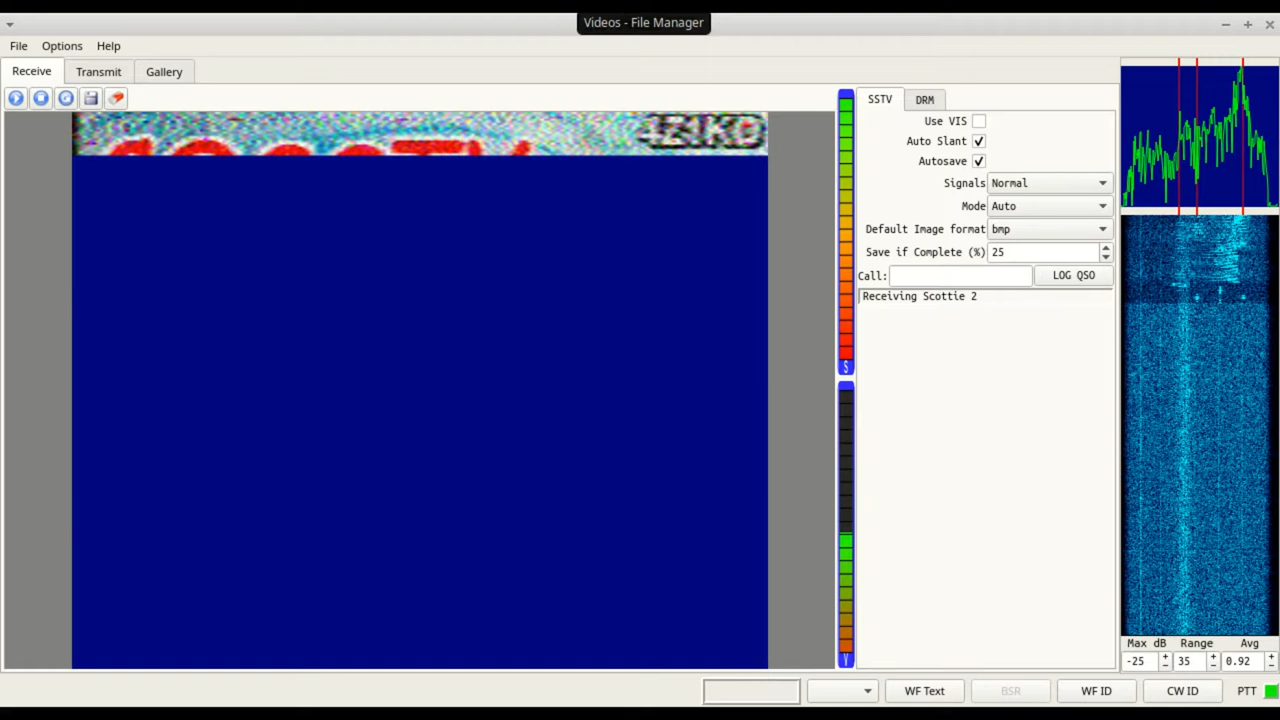 Videos - File Manager
File Options Help
Receive Transmit Gallery
SSTV DRM
Use VIS
Auto Slant
Autosave
Signals Normal
Mode Auto
Default Image format bmp
Save if Complete (%) 25
Call: LOG QSO
Receiving Scottie 2
S
V
Max dB Range Avg
-25 35 0.92
WF Text BSR WF ID CW ID PTT